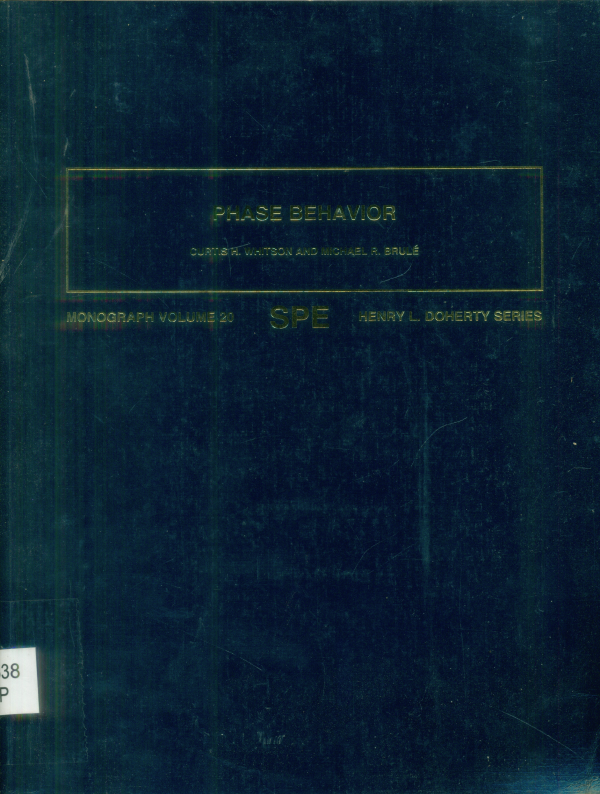 PHASE BEHAVIOR
CURTIS H. WHITSON AND MICHAEL R. BRULÉ
MONOGRAPH VOLUME 20 SPE HENRY L. DOHERTY SERIES
38
P